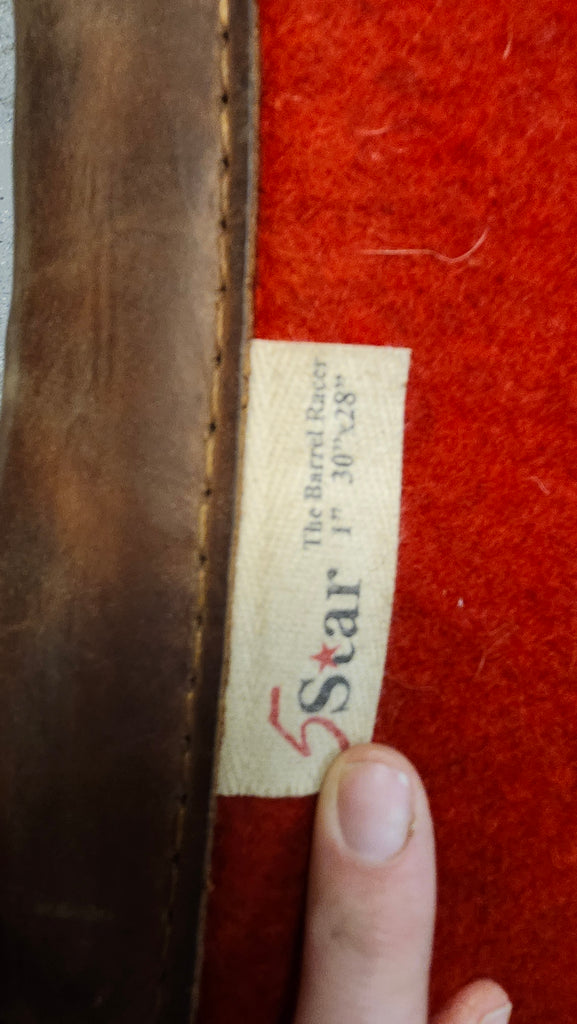 5Star
The Barrel Racer
1" 30"x28"